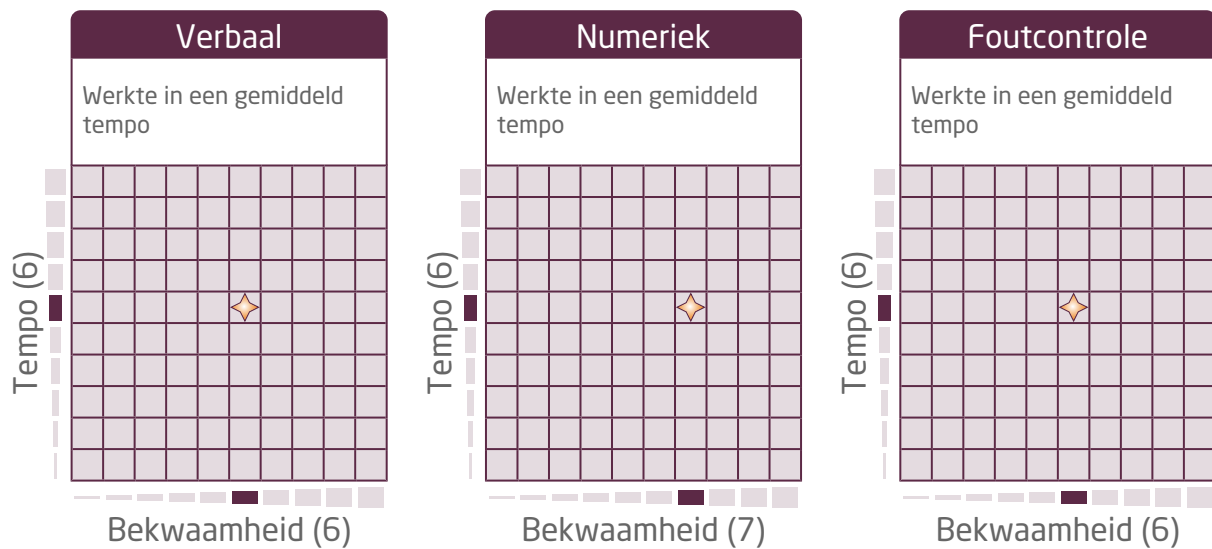 Verbaal
Werkte in een gemiddeld
tempo
Tempo (6)
Bekwaamheid (6)
Numeriek
Werkte in een gemiddeld
tempo
Tempo (6)
Bekwaamheid (7)
Foutcontrole
Werkte in een gemiddeld
tempo
Tempo (6)
Bekwaamheid (6)